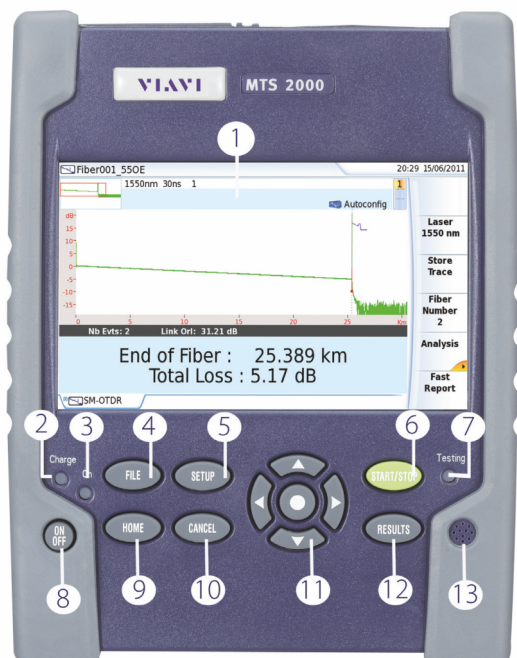 VIAVI
MTS 2000
1
Fiber001_55OE
20:29 15/06/2011
1550nm 30ns 1
1
Autoconfig
Laser
1550 nm
Store
Trace
Fiber
Number
2
Analysis
Fast
Report
dB
15
10
5
0
-5
-10
-15
0
5
10
15
20
25
Km
Nb Evts: 2
Link Orl: 31.21 dB
End of Fiber : 25.389 km
Total Loss : 5.17 dB
SM-OTDR
2
3
4
5
6
7
Charge
On
Testing
FILE
SETUP
START/STOP
ON
OFF
HOME
CANCEL
RESULTS
8
9
10
11
12
13